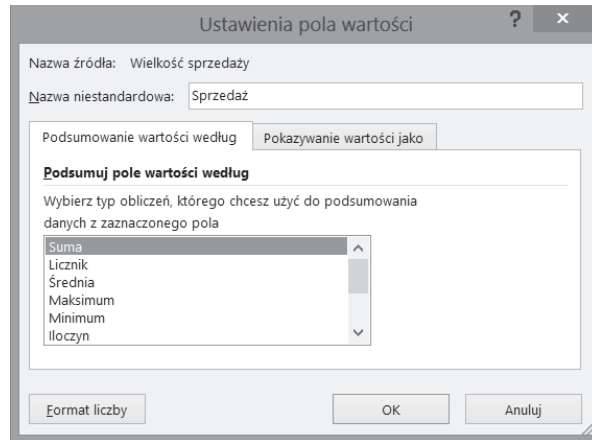 Ustawienia pola wartości ? ×
Nazwa źródła: Wielkość sprzedaży
Nazwa niestandardowa: Sprzedaż
Podsumowanie wartości według Pokazywanie wartości jako
Podsumuj pole wartości według
Wybierz typ obliczeń, którego chcesz użyć do podsumowania
danych z zaznaczonego pola
Suma
Licznik
Średnia
Maksimum
Minimum
Iloczyn
Format liczby OK Anuluj